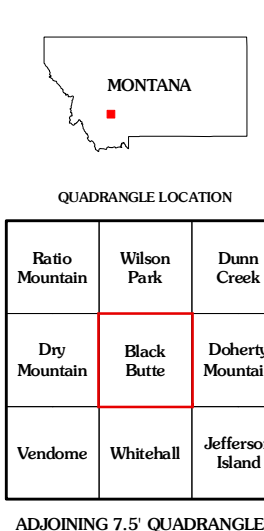 MONTANA
QUADRANGLE LOCATION
Ratio
Mountain
Wilson
Park
Dunn
Creek
Dry
Mountain
Black
Butte
Doherty
Mountai
Vendome
Whitehall
Jefferson
Island
ADJOINING 7.5' QUADRANGLE